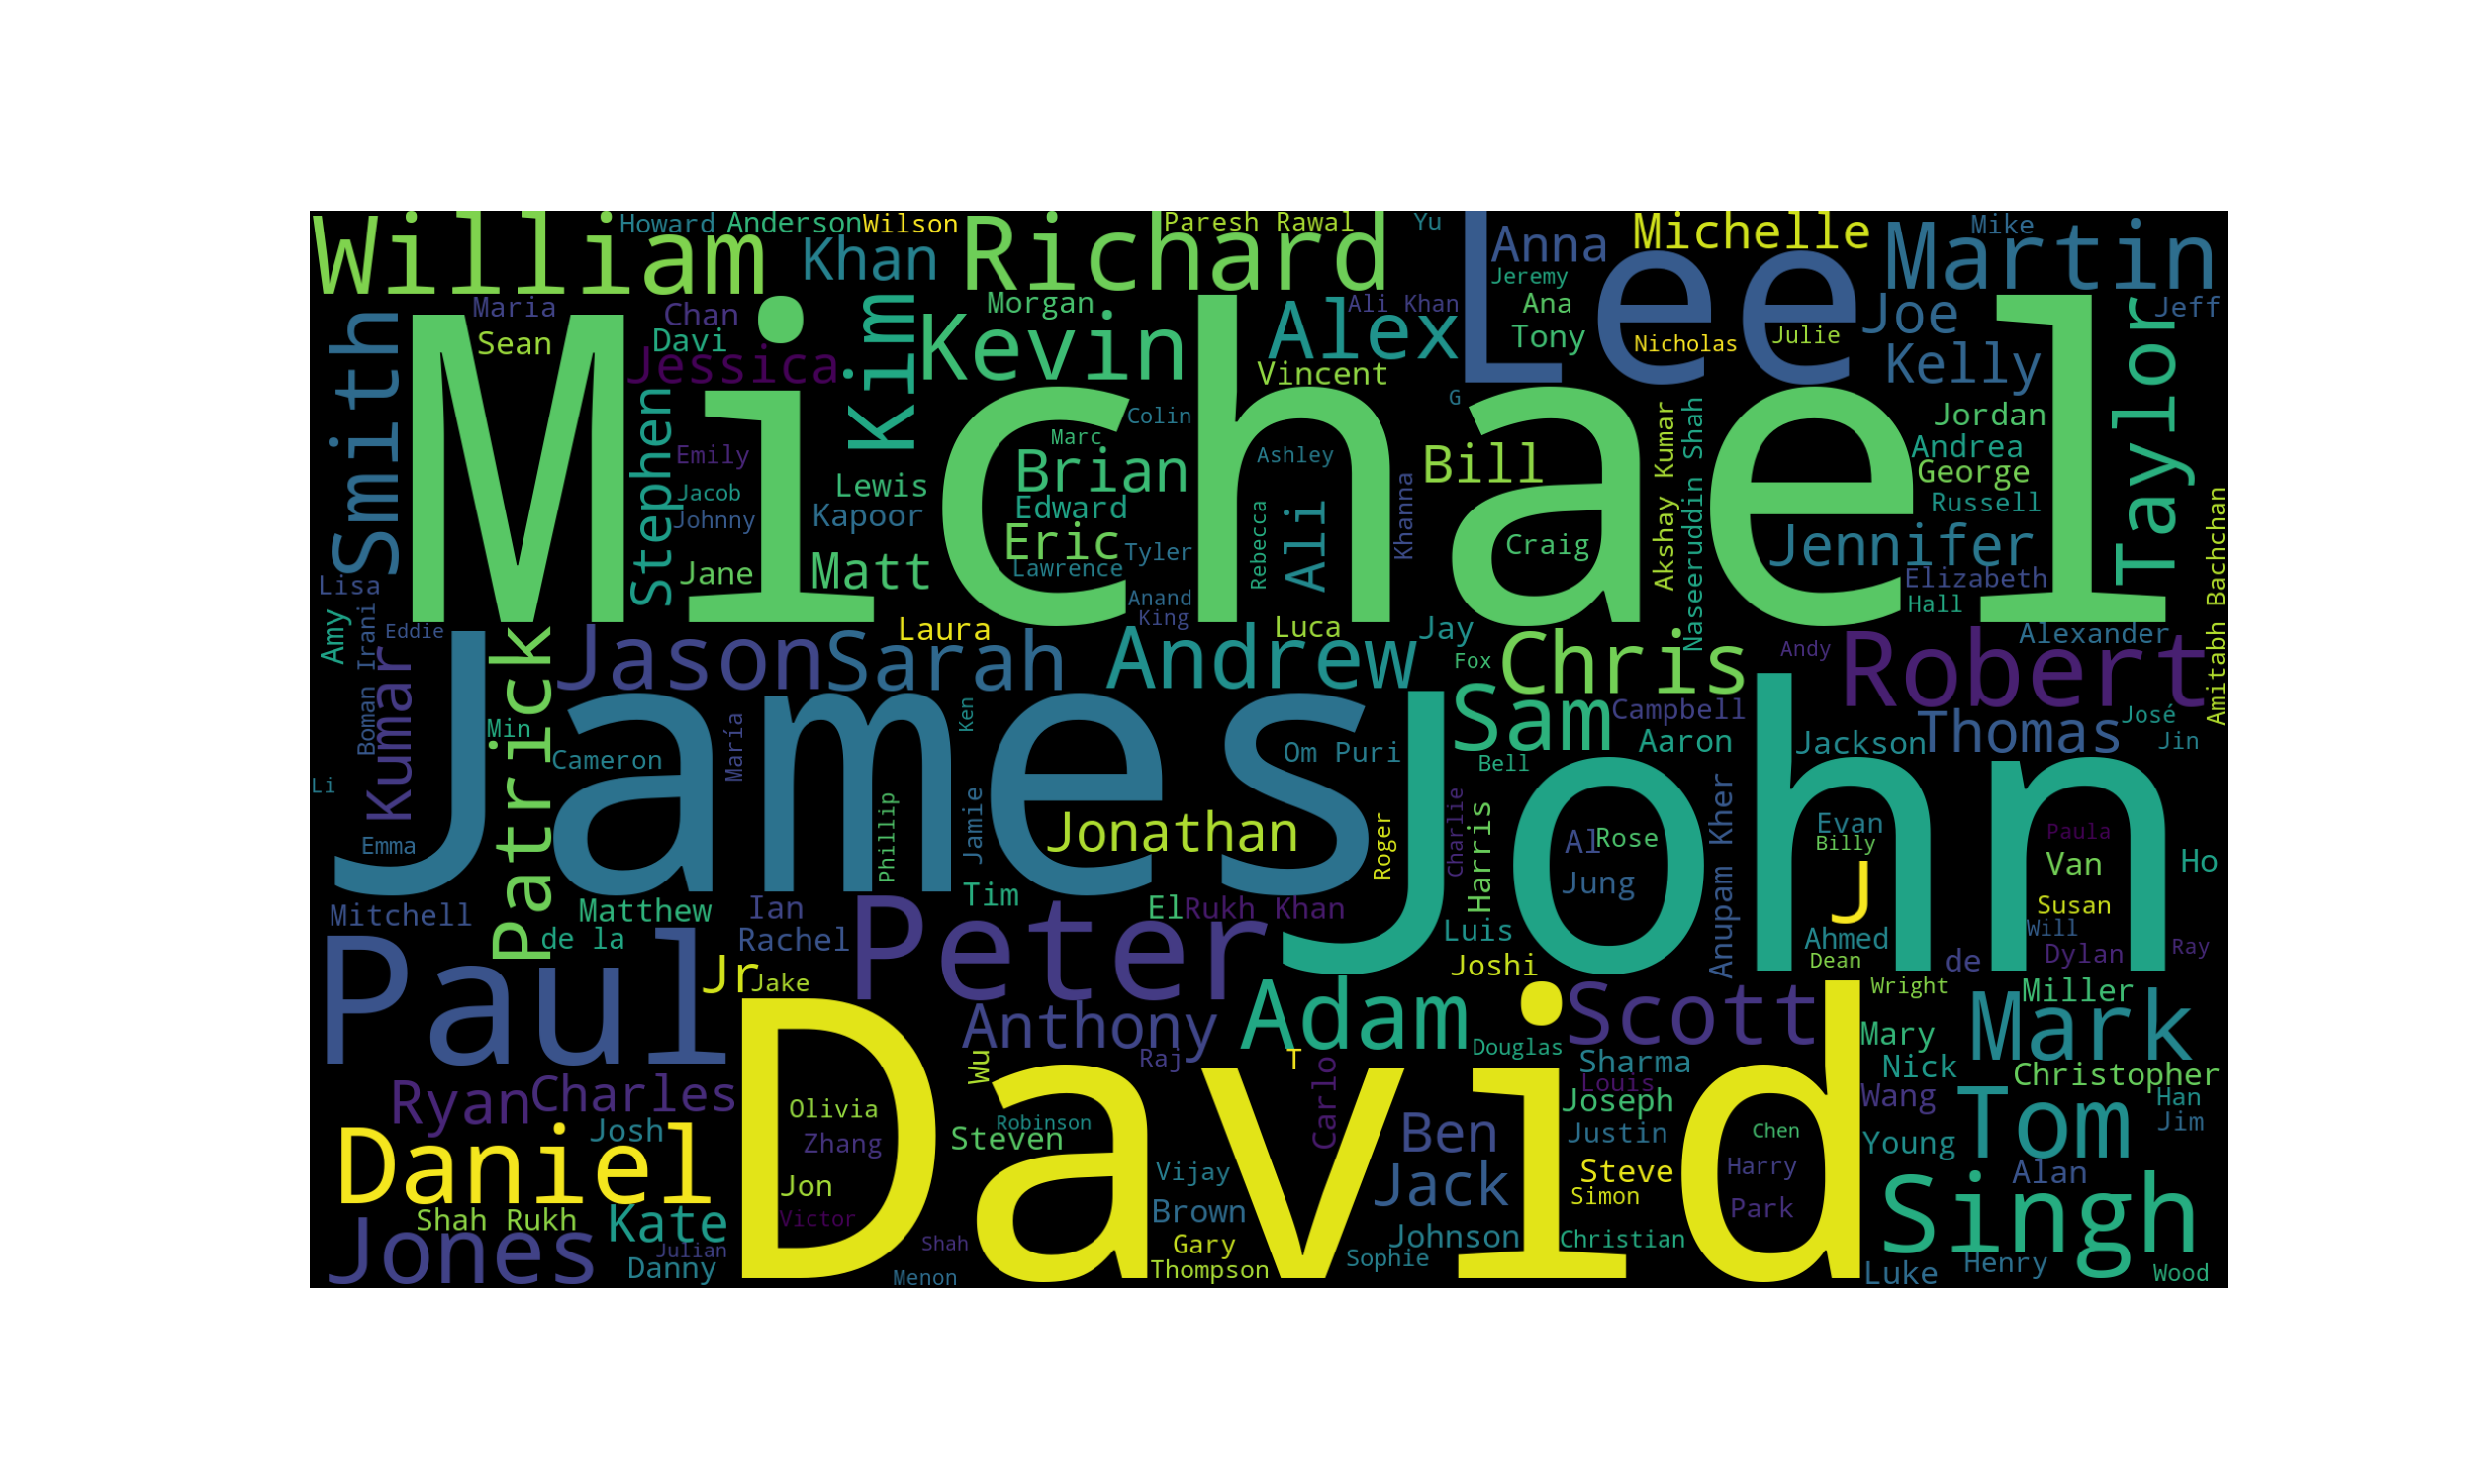 William
Howard
Anderson
Wilson
Khan
Richard
Paresh Rawal
Yu
Lee
Anna
Michelle
Martin
Mike
Jeremy
Maria
Chan
Morgan
Ali Khan
Ana
Joe
Jeff
Sean
Davi
Jessica
Kim
Kevin
Alex
Vincent
Tony
Nicholas
Julie
Kelly
Taylor
Smith
Michael
Stephen
Colin
G
Jordan
Marc
Emily
Brian
Ashley
Bill
Akshay Kumar
Naseeruddin Shah
Andrea
George
Jacob
Lewis
Edward
Khanna
Russell
Johnny
Kapoor
Eric
Tyler
Rebecca
Ali
Craig
Jennifer
Amitabh Bachchan
Lisa
Jane
Matt
Lawrence
Elizabeth
Anand
Hall
Amy
Boman Irani
Eddie
Kumar
Patrick
Jason
Sarah
Laura
Andrew
King
Luca
Jay
Fox
Chris
Andy
Robert
Alexander
James
Min
Cameron
María
Ken
Om Puri
Sam
Campbell
Aaron
Bell
Jackson
Thomas
José
Jin
Li
Emma
Phillip
Jamie
Jonathan
Roger
Charlie
Harris
John
Al
Rose
Jung
Anupam Kher
Evan
Billy
J
Paula
Van
Ho
Mitchell
Matthew
Ian
Peter
Tim
El
Rukh Khan
Luis
Ahmed
Susan
Will
Paul
de la
Rachel
Joshi
Dean
de
Dylan
Ray
Jr
Jake
Anthony
Adam
Scott
Wright
Miller
Mark
David
Wu
Raj
T
Carlo
Douglas
Sharma
Mary
Nick
Christopher
Ryan
Charles
Olivia
Louis
Joseph
Wang
Tom
Han
Jim
Daniel
Josh
Zhang
Steven
Robinson
Ben
Justin
Chen
Young
Jon
Vijay
Jack
Steve
Simon
Harry
Alan
Singh
Shah Rukh
Kate
Victor
Brown
Park
Jones
Julian
Shah
Gary
Johnson
Christian
Danny
Menon
Thompson
Sophie
Luke
Henry
Wood